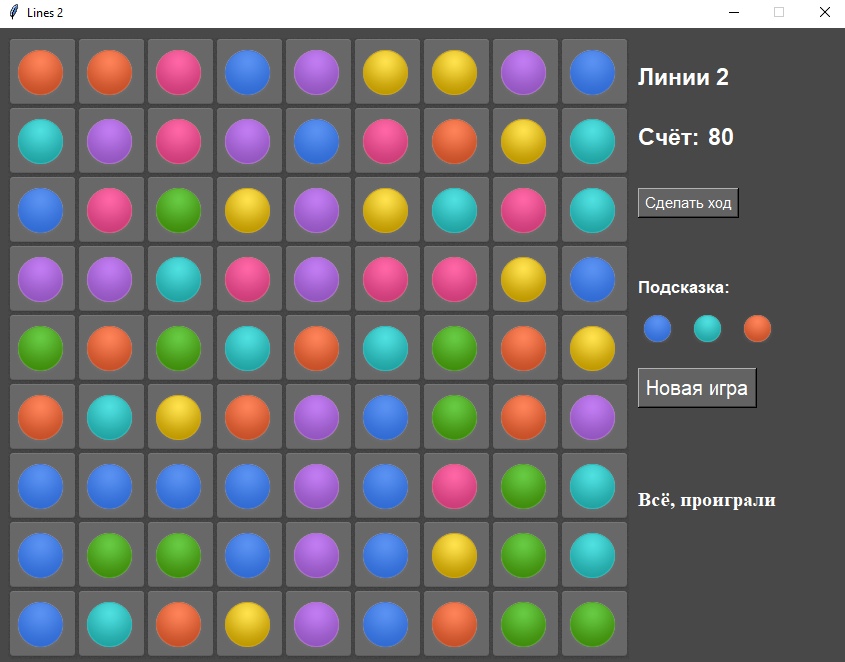 Lines 2
Линии 2
Счёт: 80
Сделать ход
Подсказка:
Новая игра
Всё, проиграли